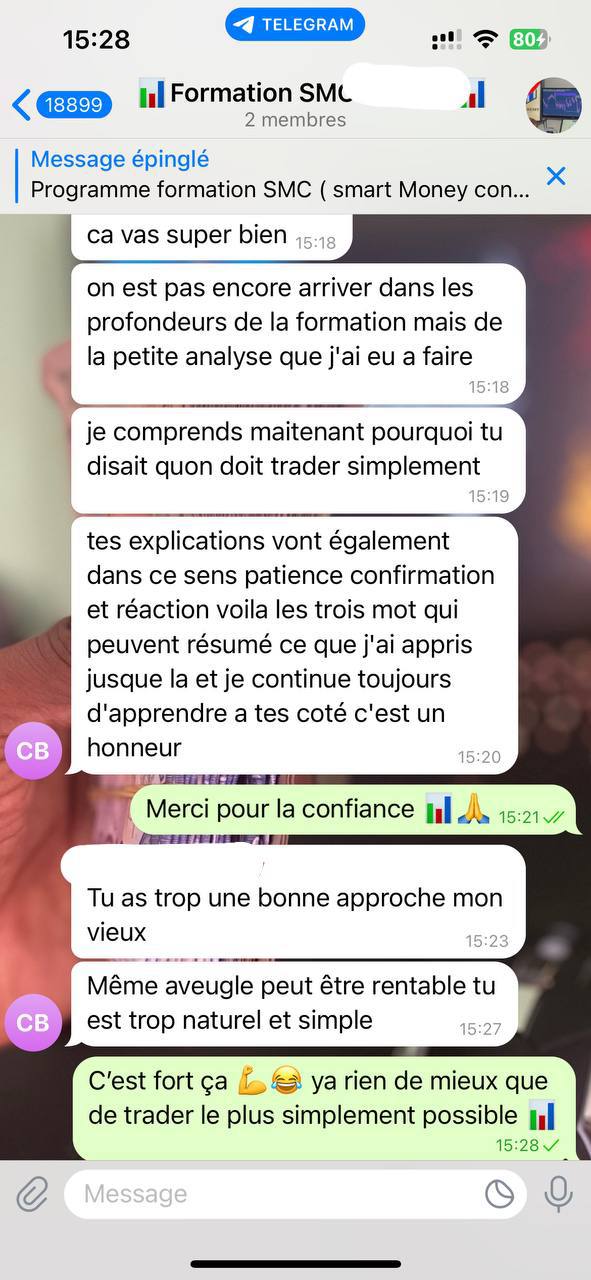 15:28
TELEGRAM
80
18899
📊 Formation SMC 📊
2 membres
Message épinglé
Programme formation SMC ( smart Money con...
ca vas super bien 15:18
on est pas encore arriver dans les
profondeurs de la formation mais de
la petite analyse que j'ai eu a faire
15:18
je comprends maitenant pourquoi tu
disait quon doit trader simplement
15:19
tes explications vont également
dans ce sens patience confirmation
et réaction voila les trois mot qui
peuvent résumé ce que j'ai appris
jusque la et je continue toujours
d'apprendre a tes coté c'est un
honneur
15:20
CB
Merci pour la confiance 📊🙏 15:21
Tu as trop une bonne approche mon
vieux
15:23
Même aveugle peut être rentable tu
est trop naturel et simple
15:27
CB
C'est fort ça 💪😂 ya rien de mieux que
de trader le plus simplement possible 📊
15:28
Message